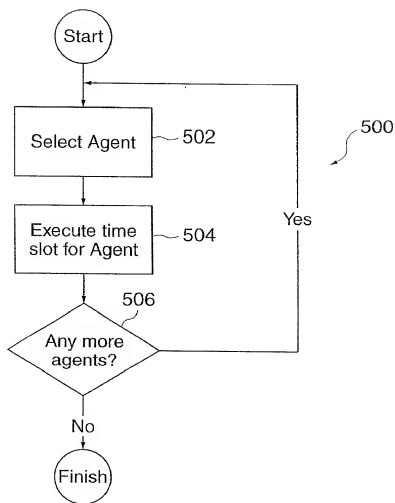 Start
Select Agent
502
500
Execute time
slot for Agent
504
Yes
506
Any more
agents?
No
Finish